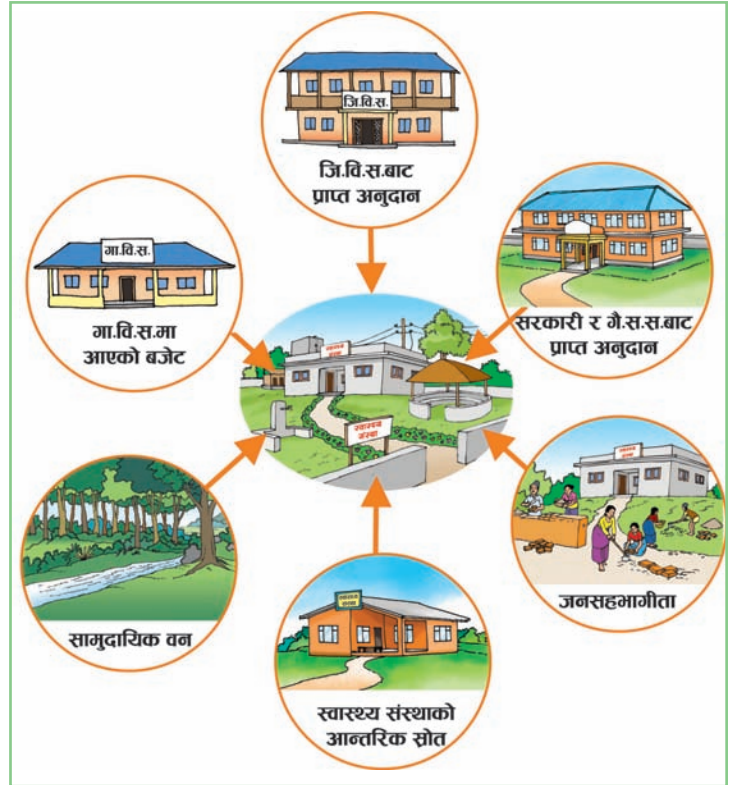 जि.वि.स.
जि.वि.स.बाट
प्राप्त अनुदान
गा.वि.स.
गा.वि.स.मा
आएको बजेट
सरकारी र गै.स.स.बाट
प्राप्त अनुदान
स्वास्थ्य
संस्था
स्वास्थ्य
संस्था
सामुदायिक वन
स्वास्थ्य
संस्था
जनसहभागीता
स्वास्थ्य
संस्था
स्वास्थ्य संस्थाको
आन्तरिक स्रोत